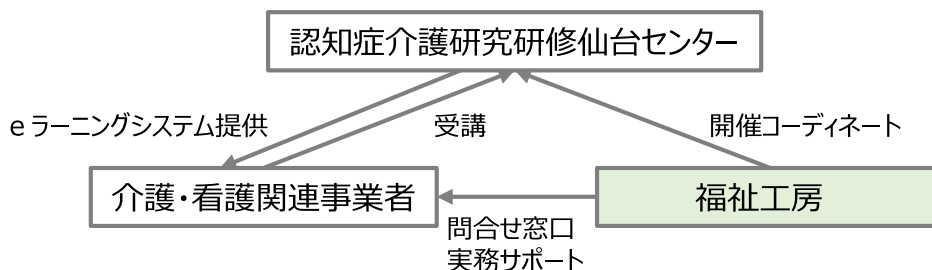 認知症介護研究研修仙台センター
eラーニングシステム提供
受講
開催コーディネート
介護・看護関連事業者
福祉工房
問合せ窓口
実務サポート